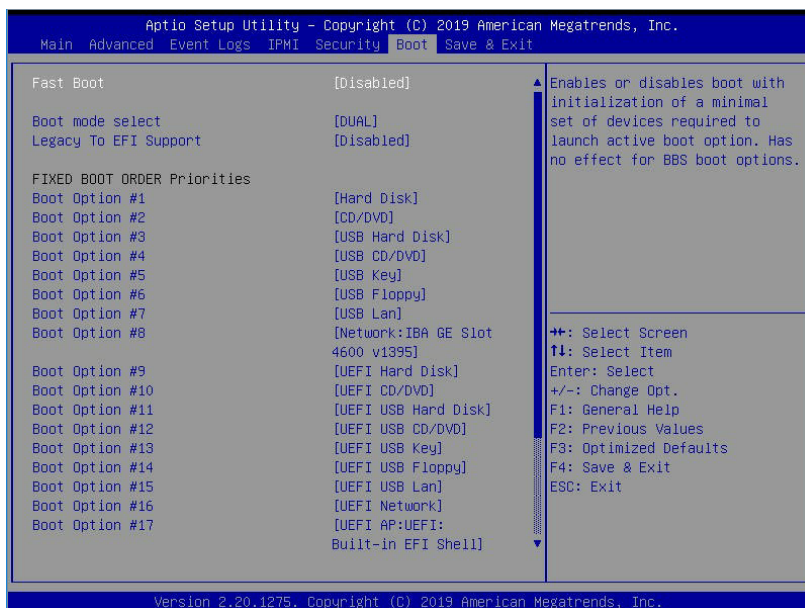 Aptio Setup Utility – Copyright (C) 2019 American Megatrends, Inc.
Main Advanced Event Logs IPMI Security Boot Save & Exit
Fast Boot [Disabled]
Boot mode select [DUAL]
Legacy To EFI Support [Disabled]
FIXED BOOT ORDER Priorities
Boot Option #1 [Hard Disk]
Boot Option #2 [CD/DVD]
Boot Option #3 [USB Hard Disk]
Boot Option #4 [USB CD/DVD]
Boot Option #5 [USB Key]
Boot Option #6 [USB Floppy]
Boot Option #7 [USB Lan]
Boot Option #8 [Network:IBA GE Slot
4600 v1395]
Boot Option #9 [UEFI Hard Disk]
Boot Option #10 [UEFI CD/DVD]
Boot Option #11 [UEFI USB Hard Disk]
Boot Option #12 [UEFI USB CD/DVD]
Boot Option #13 [UEFI USB Key]
Boot Option #14 [UEFI USB Floppy]
Boot Option #15 [UEFI USB Lan]
Boot Option #16 [UEFI Network]
Boot Option #17 [UEFI AP:UEFI:
Built-in EFI Shell]
Enables or disables boot with
initialization of a minimal
set of devices required to
launch active boot option. Has
no effect for BBS boot options.
→←: Select Screen
↑↓: Select Item
Enter: Select
+/-: Change Opt.
F1: General Help
F2: Previous Values
F3: Optimized Defaults
F4: Save & Exit
ESC: Exit
Version 2.20.1275. Copyright (C) 2019 American Megatrends, Inc.